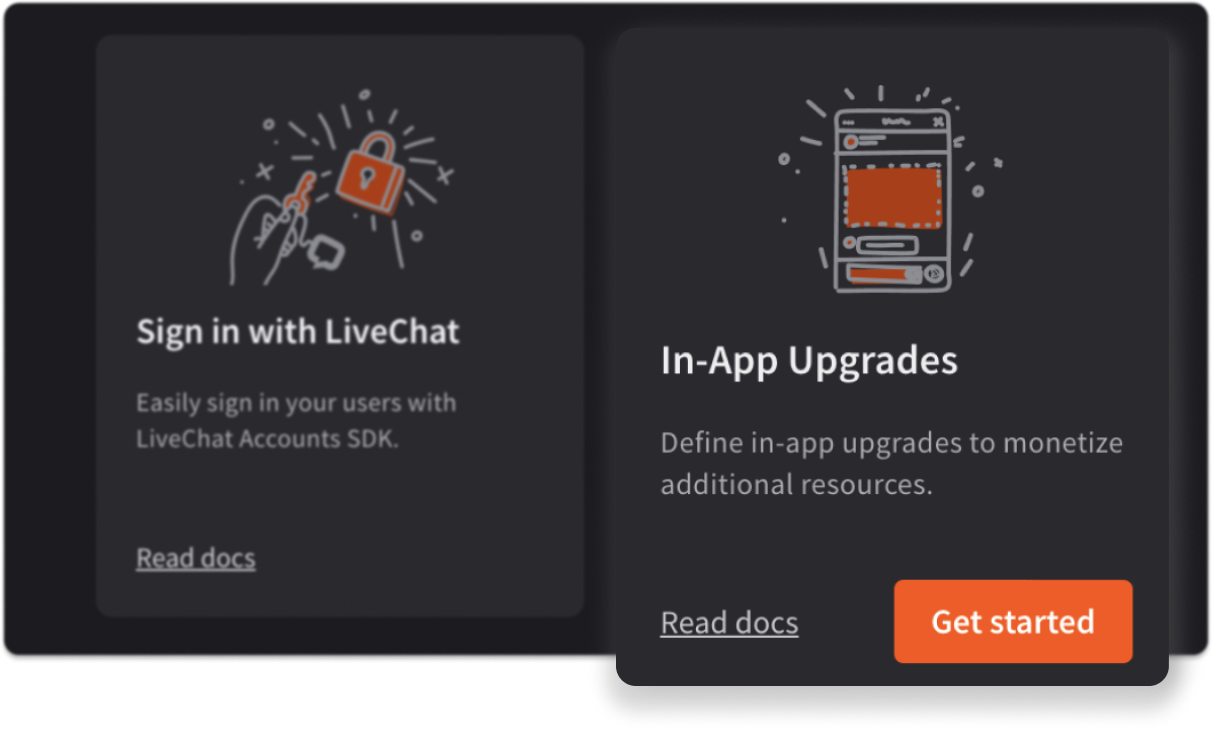 Sign in with LiveChat
Easily sign in your users with
LiveChat Accounts SDK.
Read docs
In-App Upgrades
Define in-app upgrades to monetize
additional resources.
Read docs
Get started